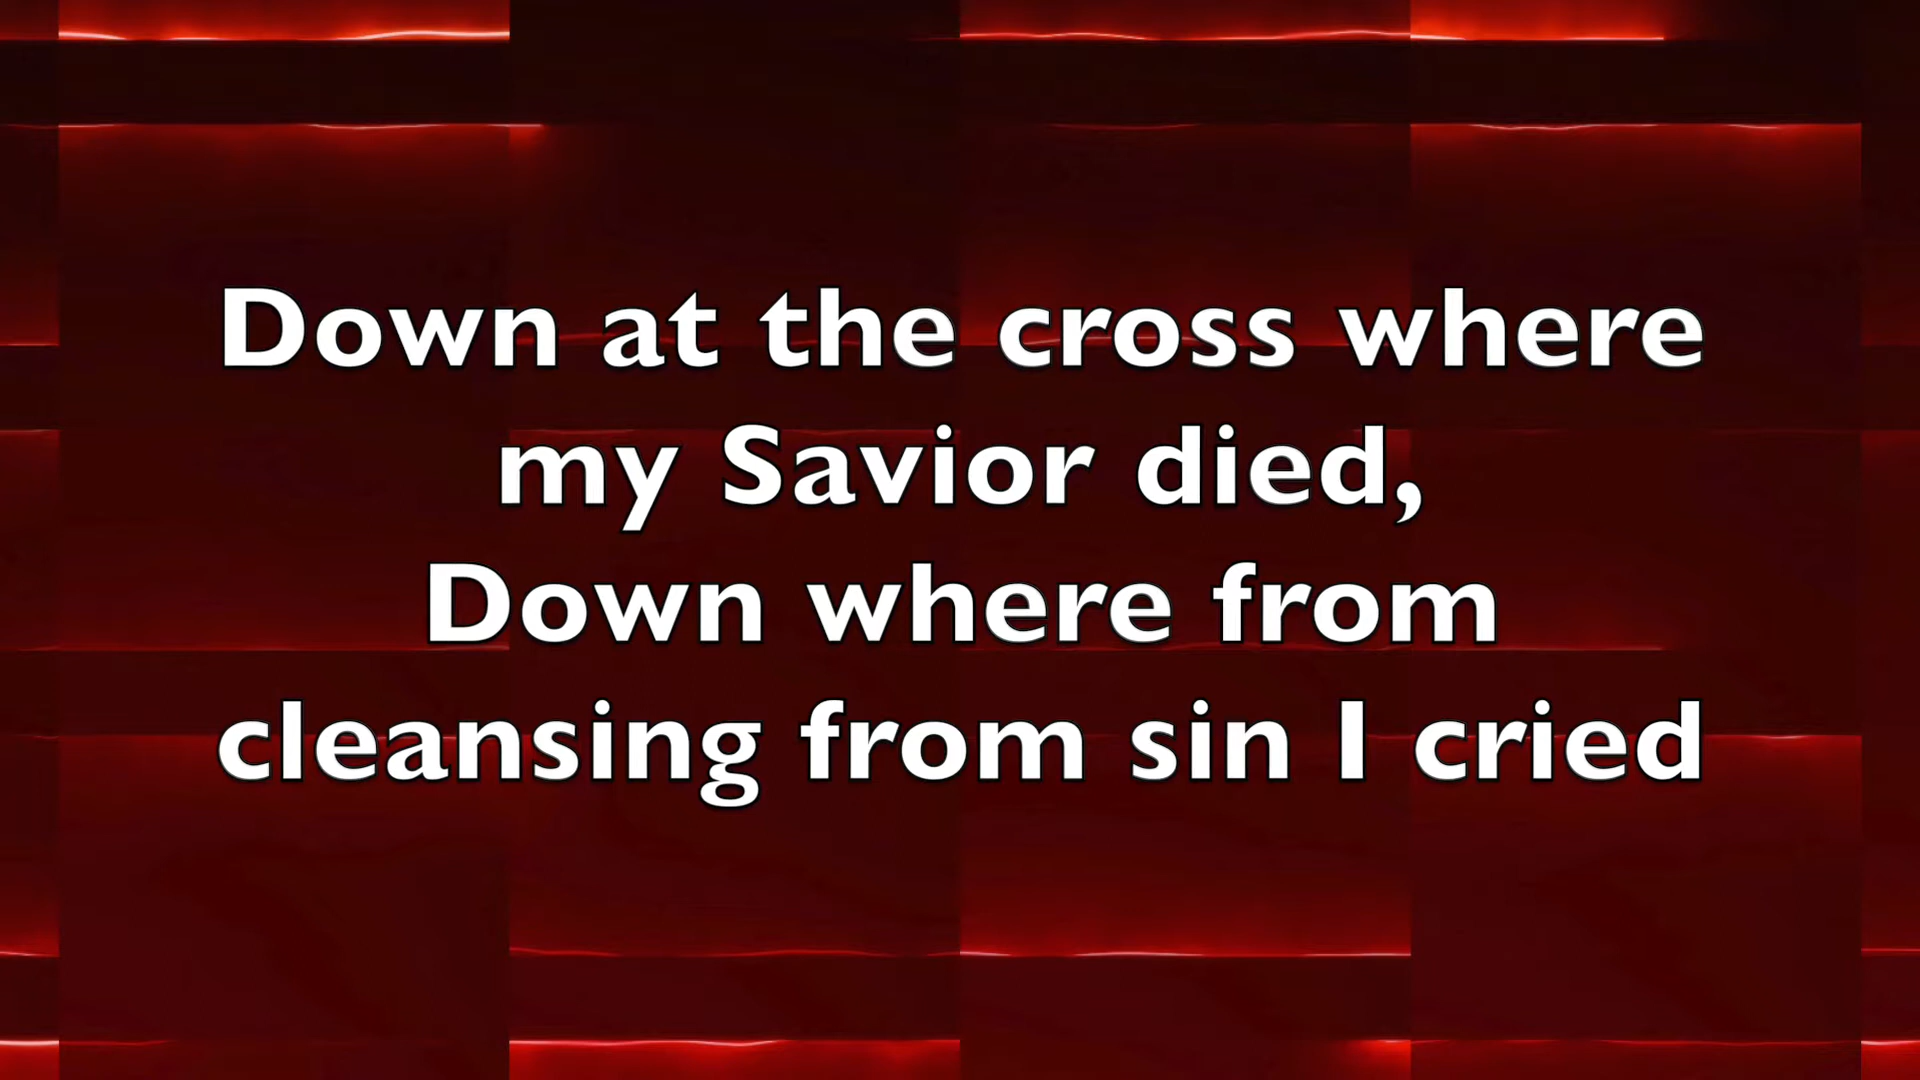 Down at the cross where
my Savior died,
Down where from
cleansing from sin I cried